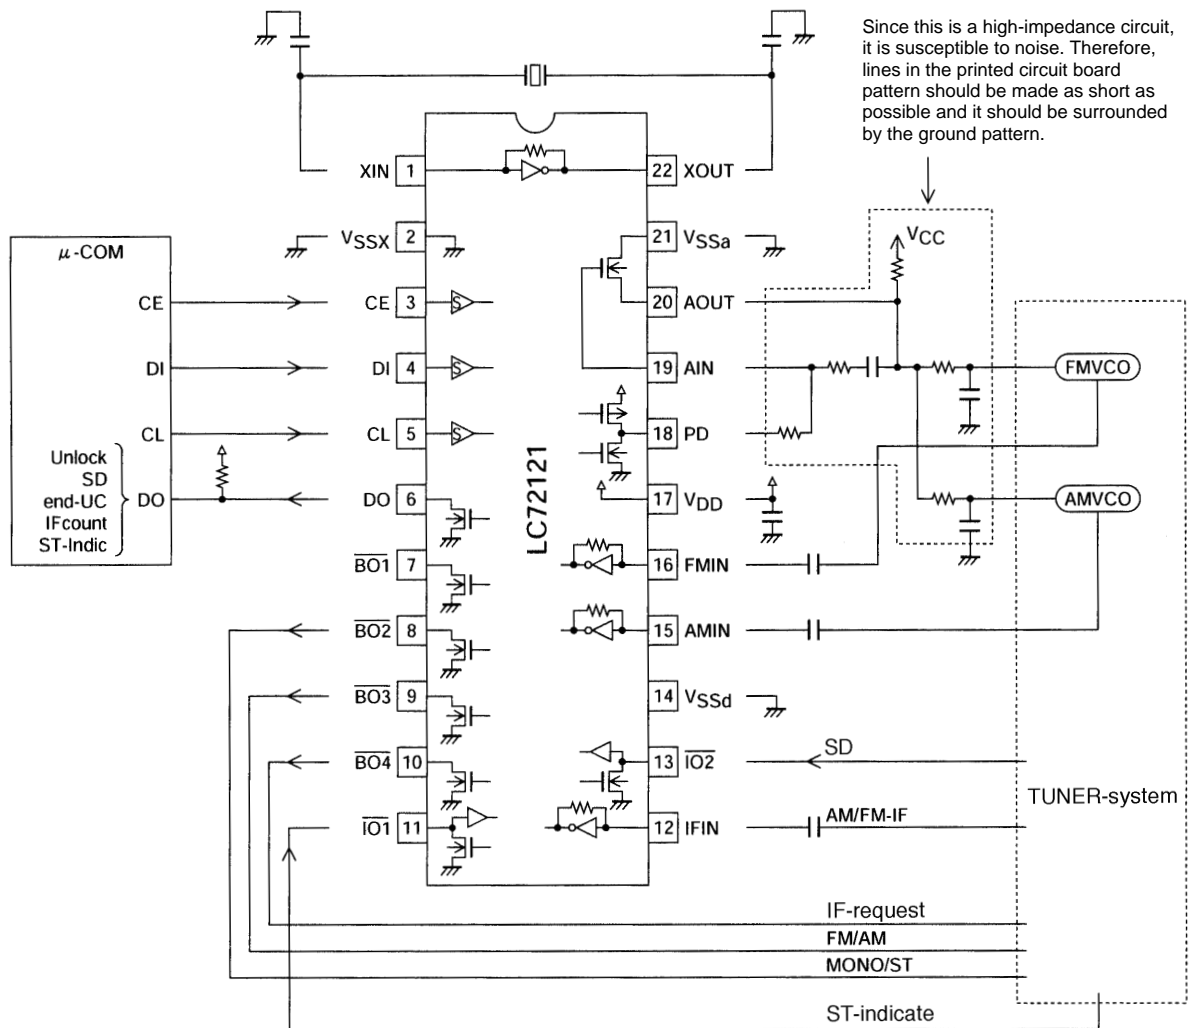 Since this is a high-impedance circuit,
it is susceptible to noise. Therefore,
lines in the printed circuit board
pattern should be made as short as
possible and it should be surrounded
by the ground pattern.
XIN 1
22 XOUT
VSSX 2
21 VSSa
VCC
μ-COM
CE
CE 3
S
20 AOUT
DI
DI 4
S
19 AIN
FMVCO
CL
CL 5
S
18 PD
Unlock
SD
end-UC
IFcount
ST-Indic
DO
DO 6
17 VDD
AMVCO
LC72121
BO1 7
16 FMIN
BO2 8
15 AMIN
BO3 9
14 VSSd
BO4 10
13 IO2
SD
TUNER-system
IO1 11
12 IFIN
AM/FM-IF
IF-request
FM/AM
MONO/ST
ST-indicate